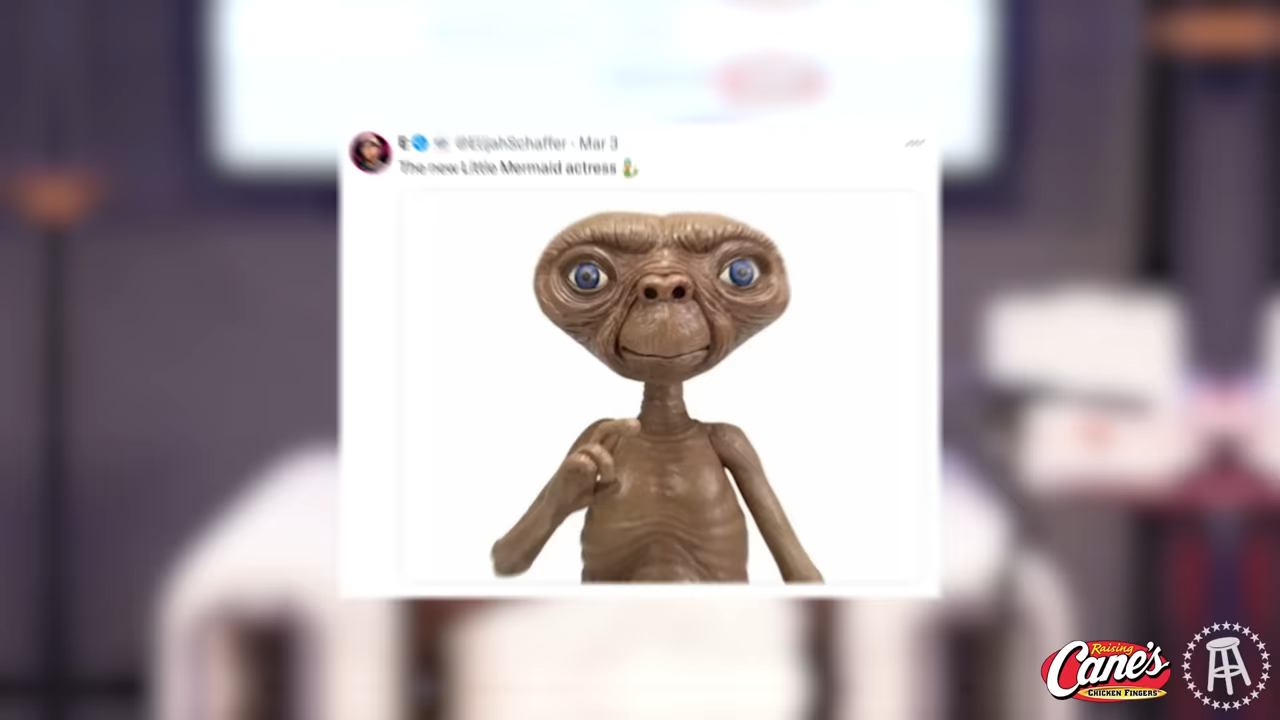 @ElijahSchaffer · Mar 3
The new Little Mermaid actress
Raising
Cane's
CHICKEN FINGERS